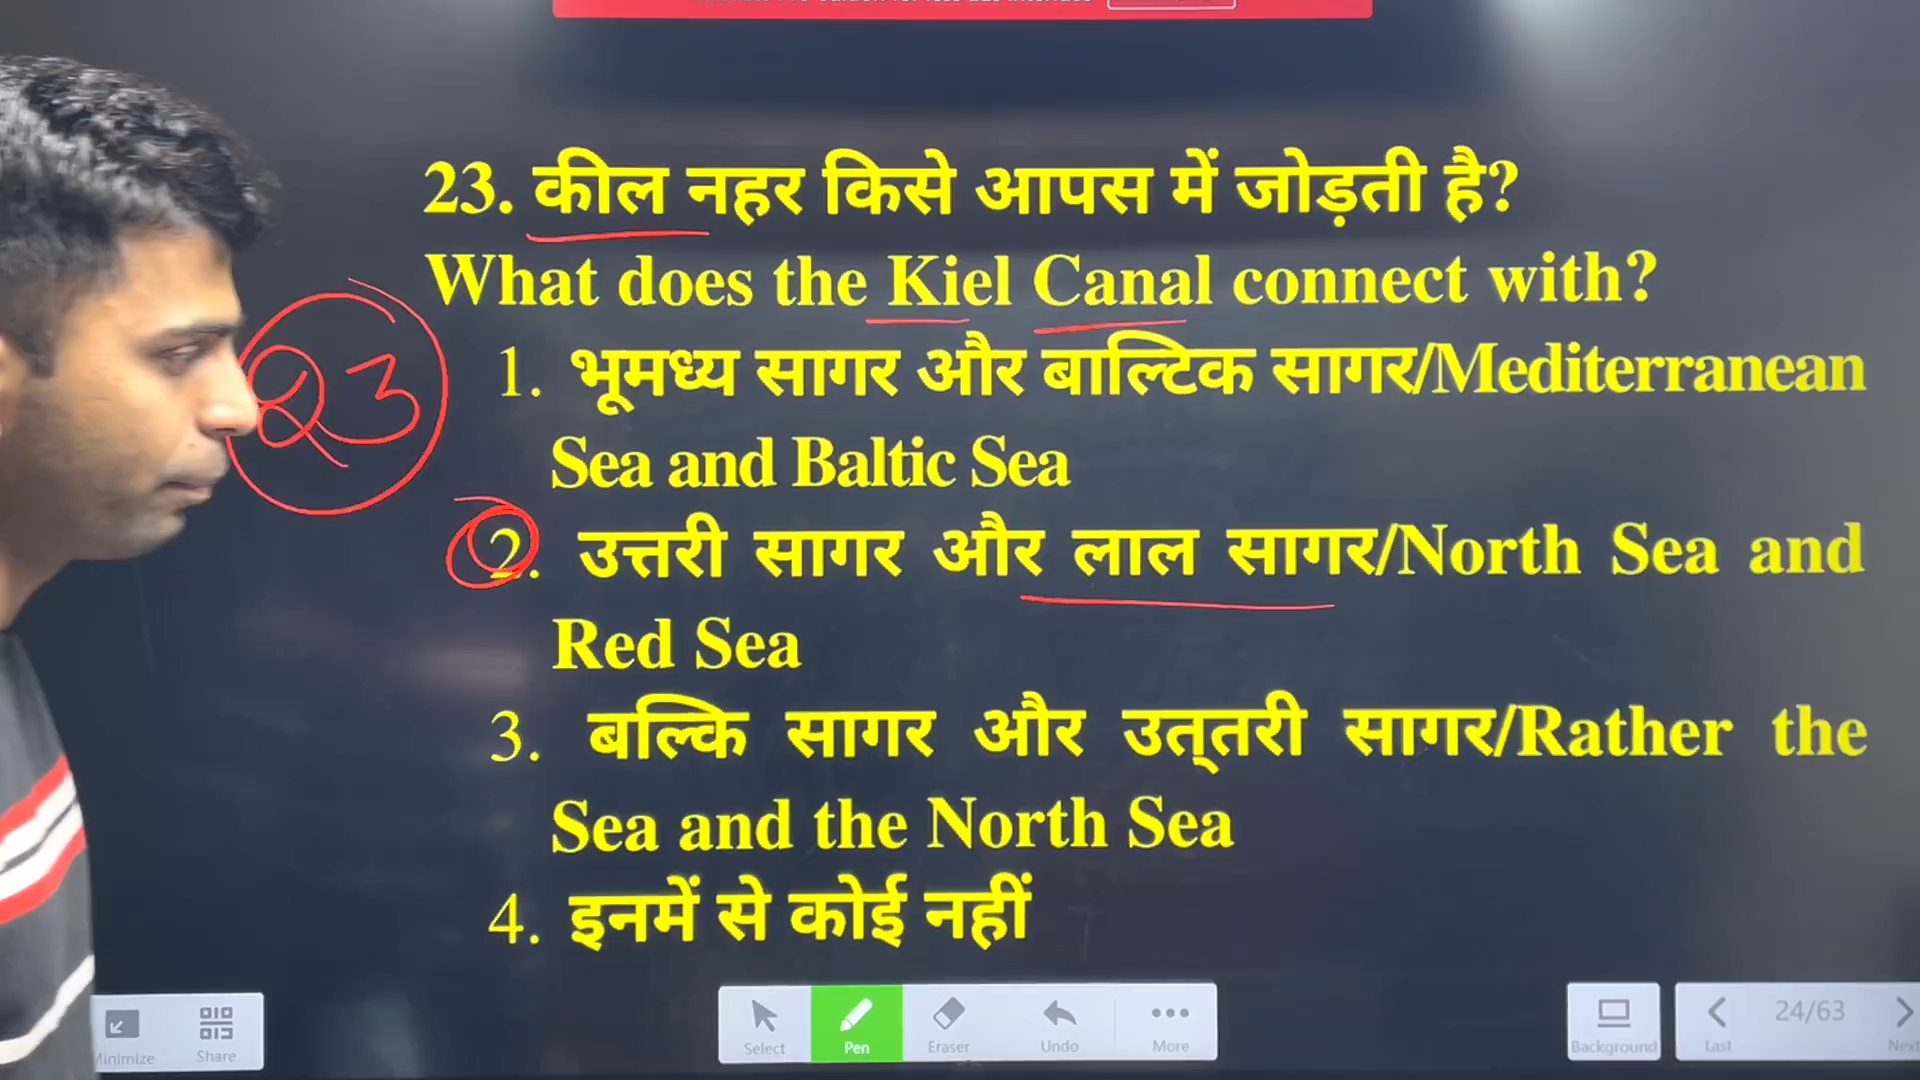 23. कील नहर किसे आपस में जोड़ती है?
What does the Kiel Canal connect with?
23
1. भूमध्य सागर और बाल्टिक सागर/Mediterranean
Sea and Baltic Sea
2. उत्तरी सागर और लाल सागर/North Sea and
Red Sea
3. बल्कि सागर और उत्‌तरी सागर/Rather the
Sea and the North Sea
4. इनमें से कोई नहीं
Minimize Share Select Pen Eraser Undo More Background Last 24/63 Next